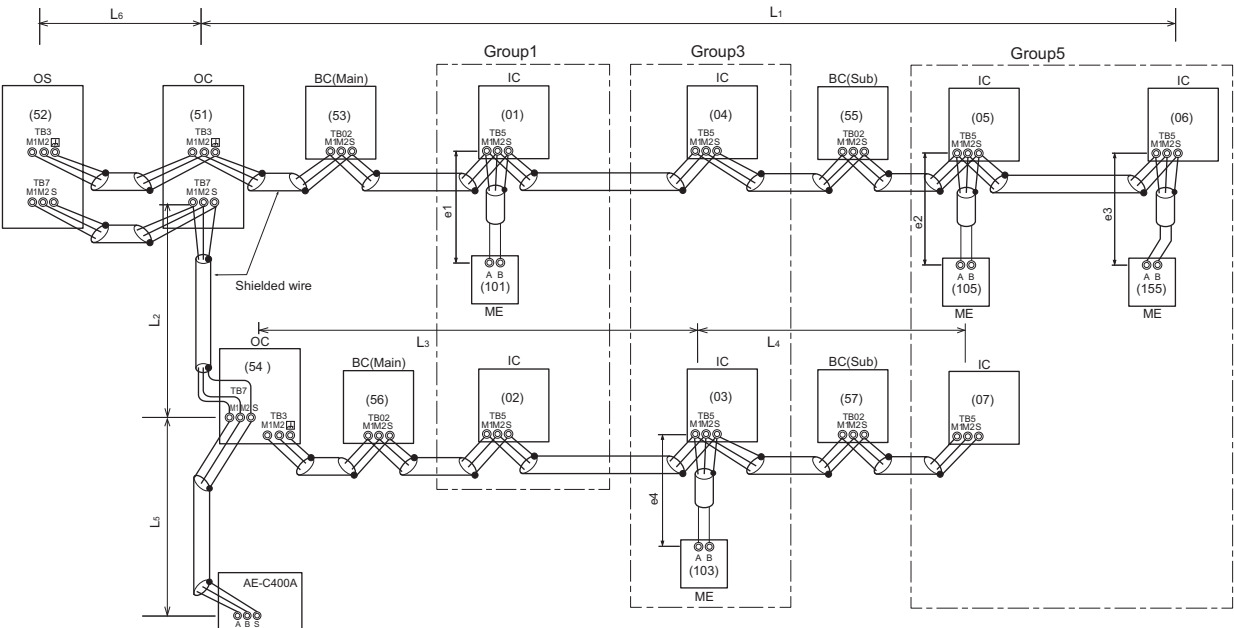 L6
L1
Group1
Group3
Group5
OS
OC
BC(Main)
IC
IC
BC(Sub)
IC
IC
(52)
(51)
(53)
(01)
(04)
(55)
(05)
(06)
TB3
M1M2
TB3
M1M2
TB02
M1M2S
TB5
M1M2S
TB5
M1M2S
TB02
M1M2S
TB5
M1M2S
TB5
M1M2S
TB7
M1M2 S
TB7
M1M2 S
e1
e2
e3
Shielded wire
A B
(101)
ME
A B
(105)
ME
A B
(155)
ME
L2
L3
L4
OC
BC(Main)
IC
IC
BC(Sub)
IC
(54 )
(56)
(02)
(03)
(57)
(07)
TB7
M1M2 S
TB3
M1M2
TB02
M1M2S
TB5
M1M2S
TB5
M1M2S
TB02
M1M2S
TB5
M1M2S
e4
L5
A B
(103)
ME
AE-C400A
A B S